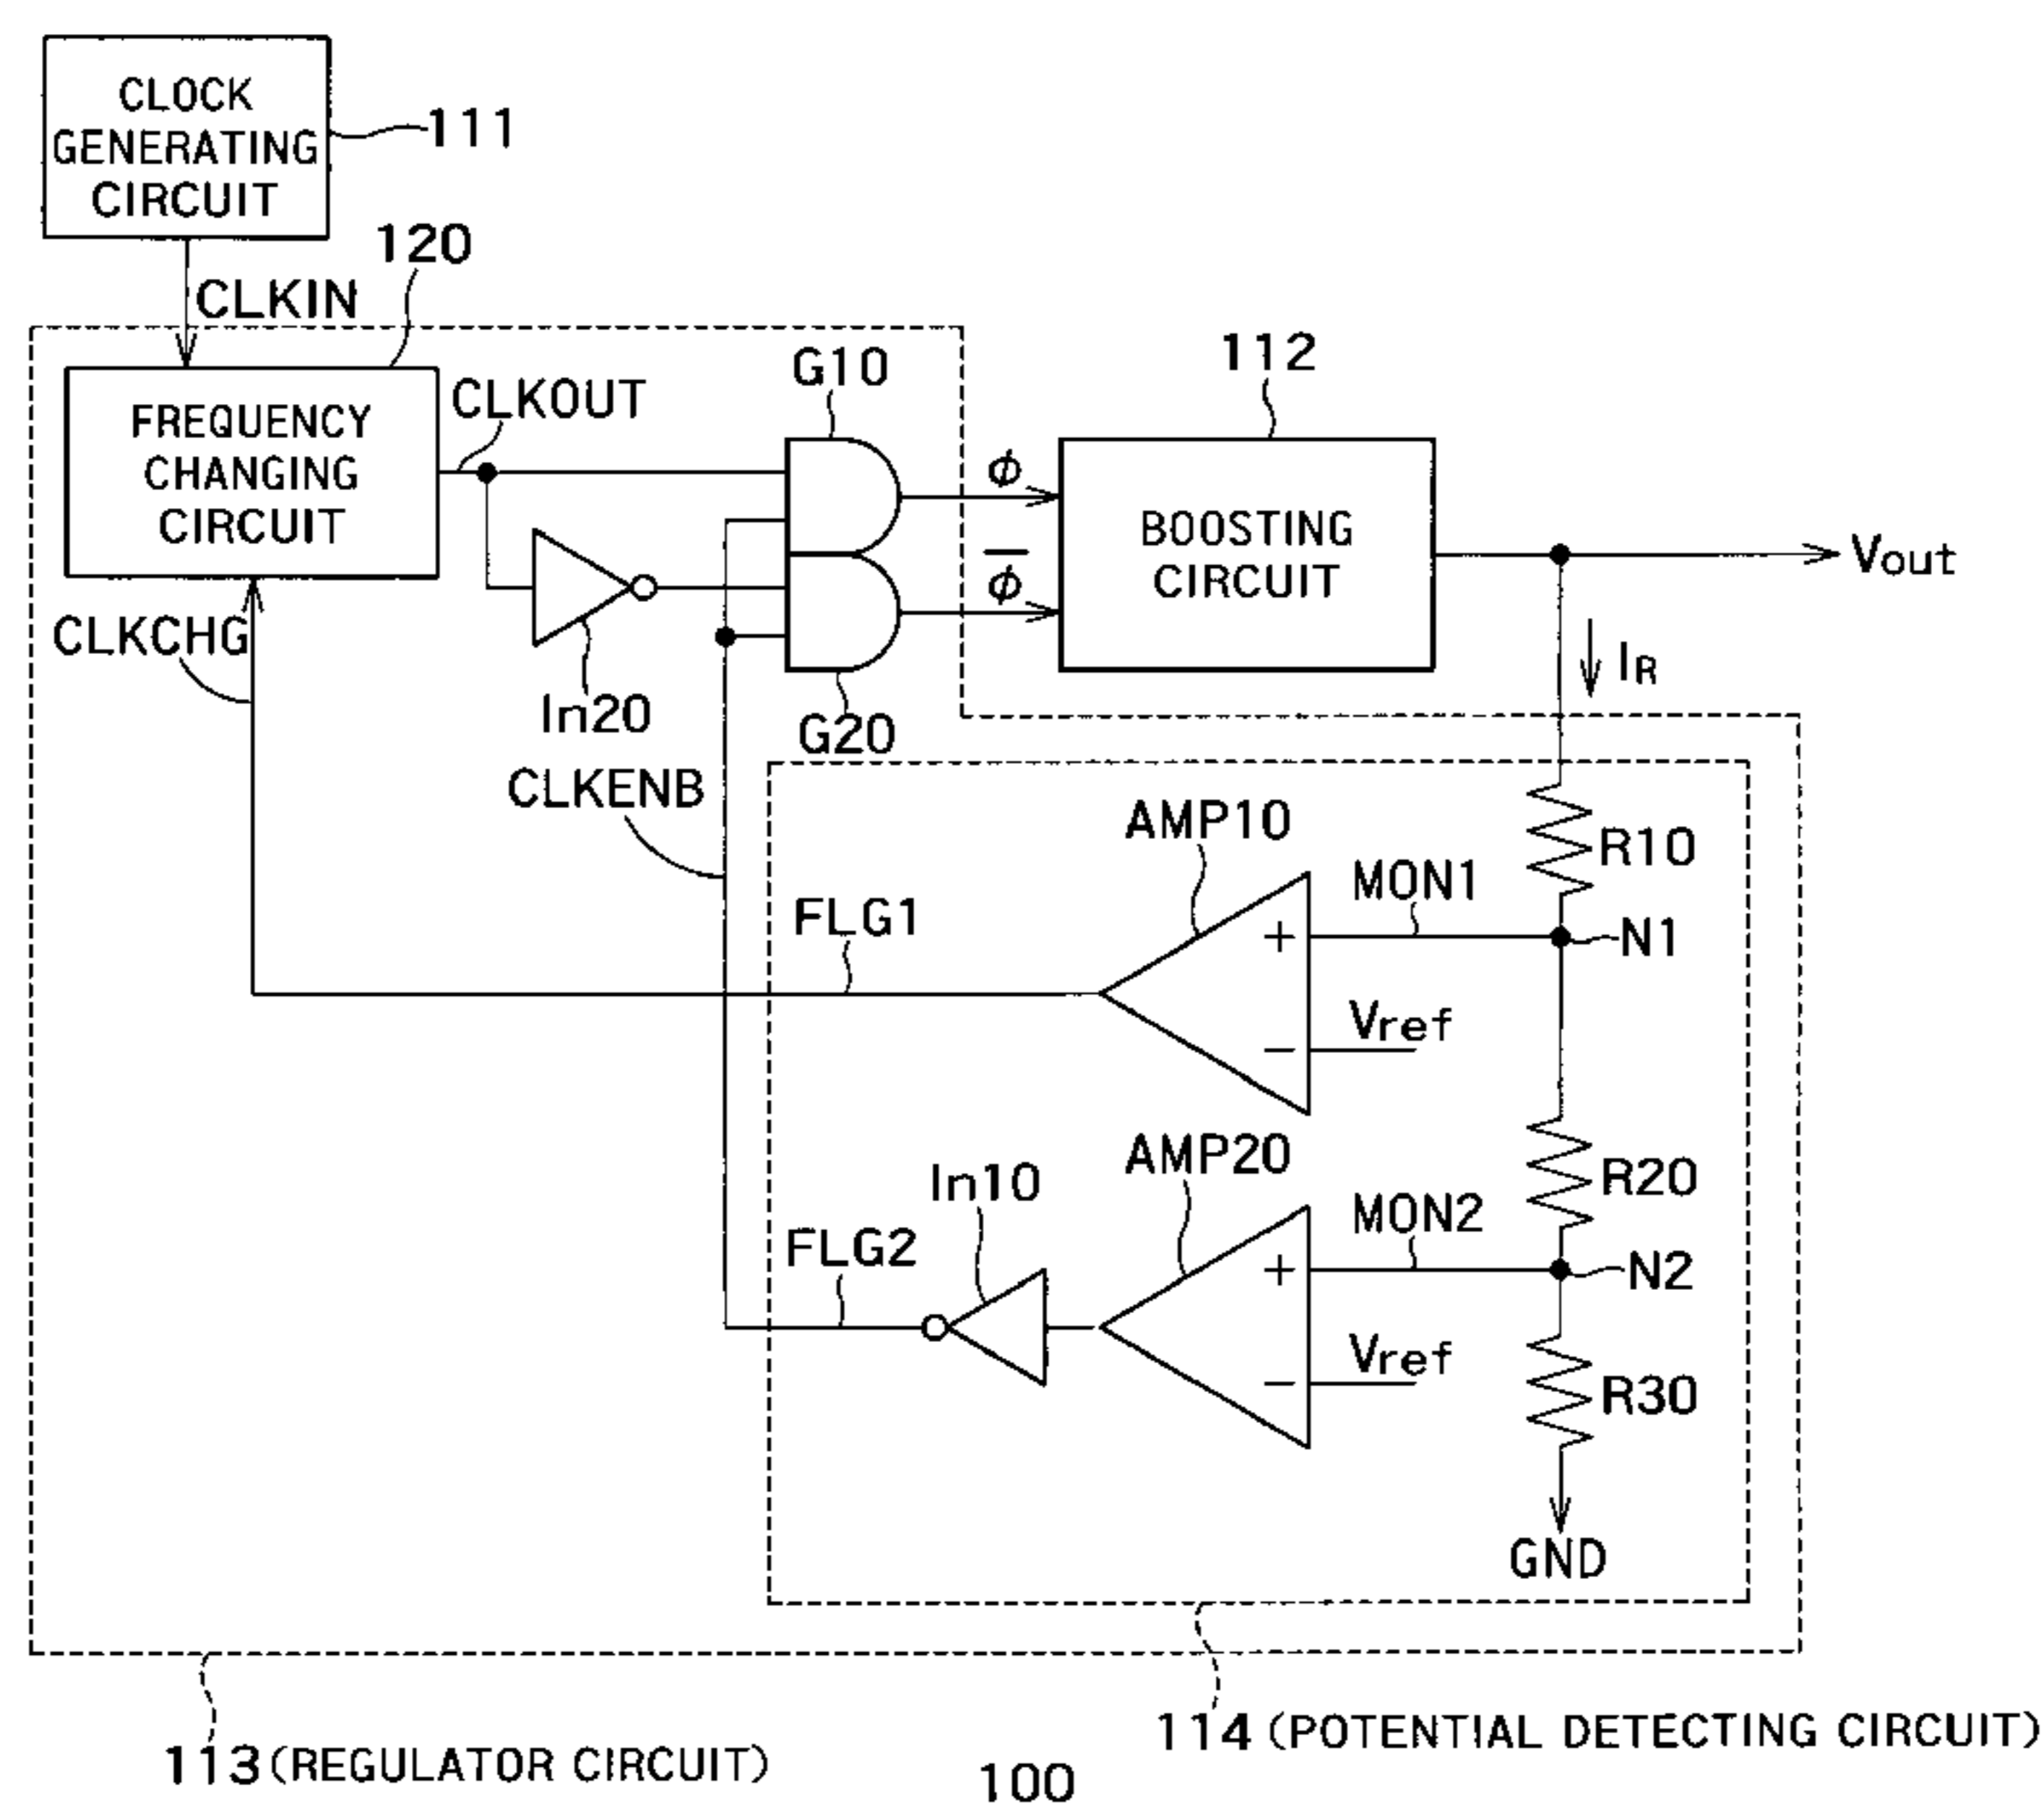 CLOCK
GENERATING
CIRCUIT
111
120
CLKIN
FREQUENCY
CHANGING
CIRCUIT
CLKOUT
G10
112
ϕ
BOOSTING
CIRCUIT
ϕ̅
Vout
CLKCHG
In20
G20
IR
CLKENB
AMP10
R10
MON1
FLG1
+
N1
Vref
−
AMP20
In10
R20
MON2
FLG2
+
N2
Vref
−
R30
GND
114 (POTENTIAL DETECTING CIRCUIT)
113 (REGULATOR CIRCUIT)
100